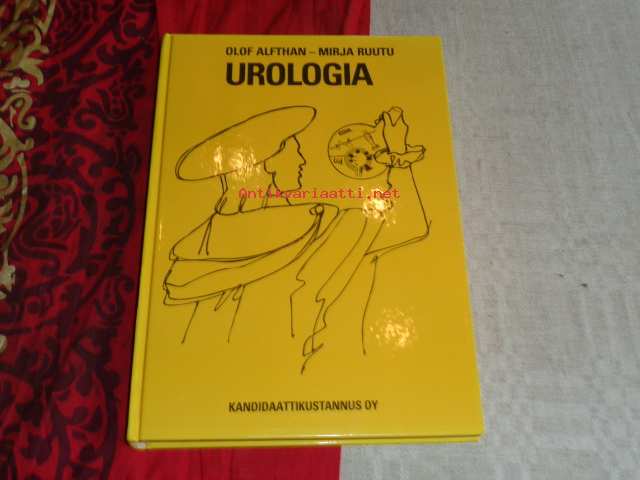 OLOF ALFTHAN – MIRJA RUUTU
UROLOGIA
Antikvariaatti.net
KANDIDAATTIKUSTANNUS OY